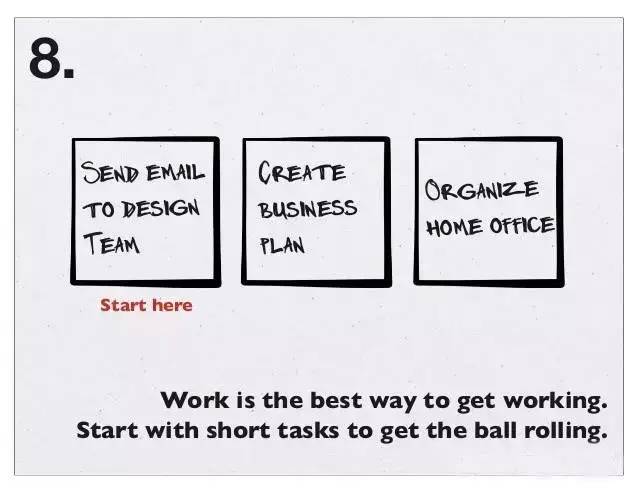 8.
SEND EMAIL
TO DESIGN
TEAM
CREATE
BUSINESS
PLAN
ORGANIZE
HOME OFFICE
Start here
Work is the best way to get working.
Start with short tasks to get the ball rolling.